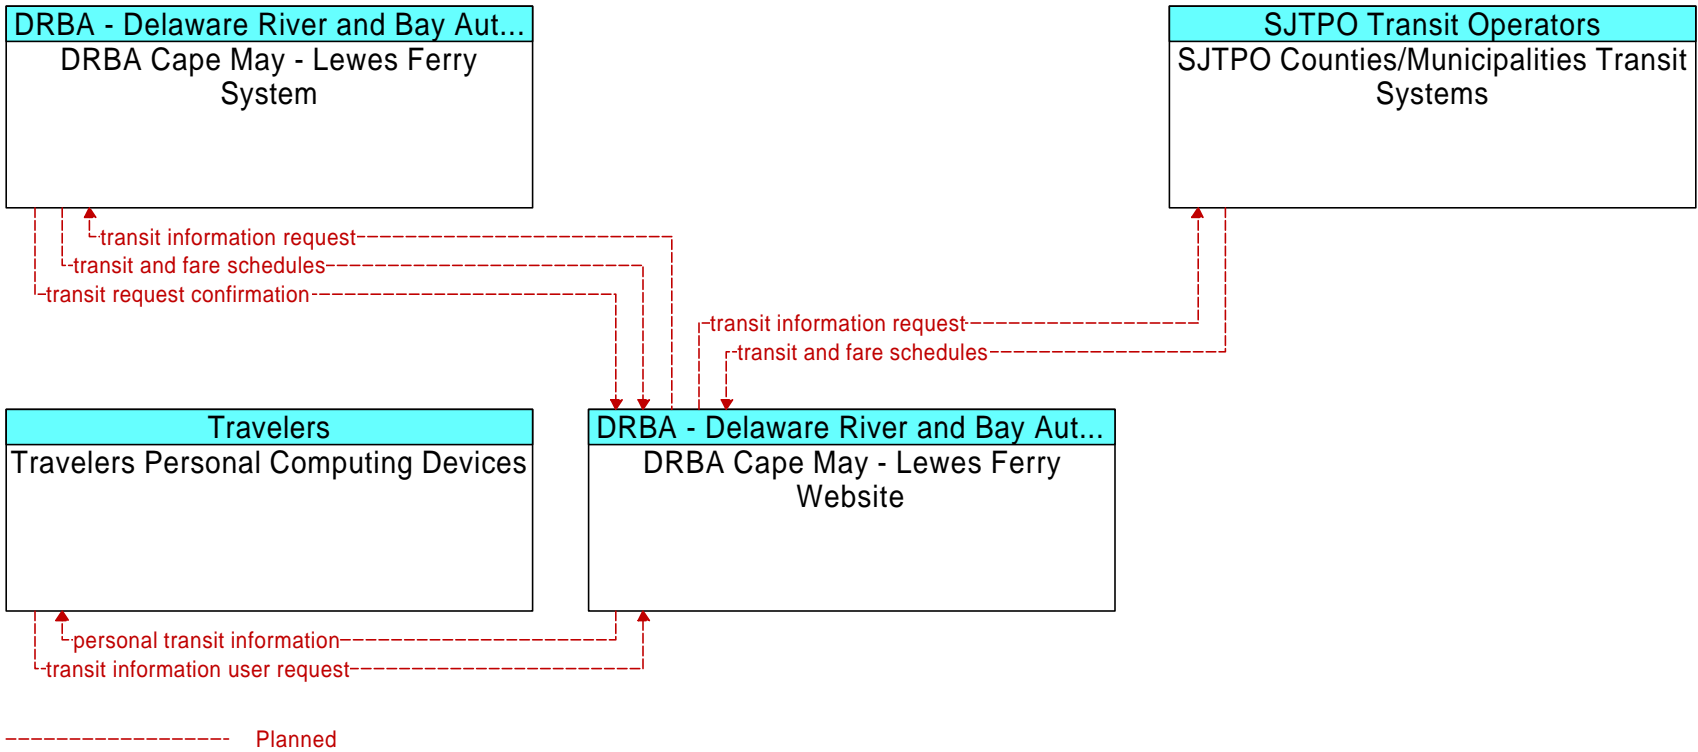 DRBA - Delaware River and Bay Aut...
DRBA Cape May - Lewes Ferry
System
SJTPO Transit Operators
SJTPO Counties/Municipalities Transit
Systems
transit information request
transit and fare schedules
transit request confirmation
transit information request
transit and fare schedules
Travelers
Travelers Personal Computing Devices
DRBA - Delaware River and Bay Aut...
DRBA Cape May - Lewes Ferry
Website
personal transit information
transit information user request
Planned